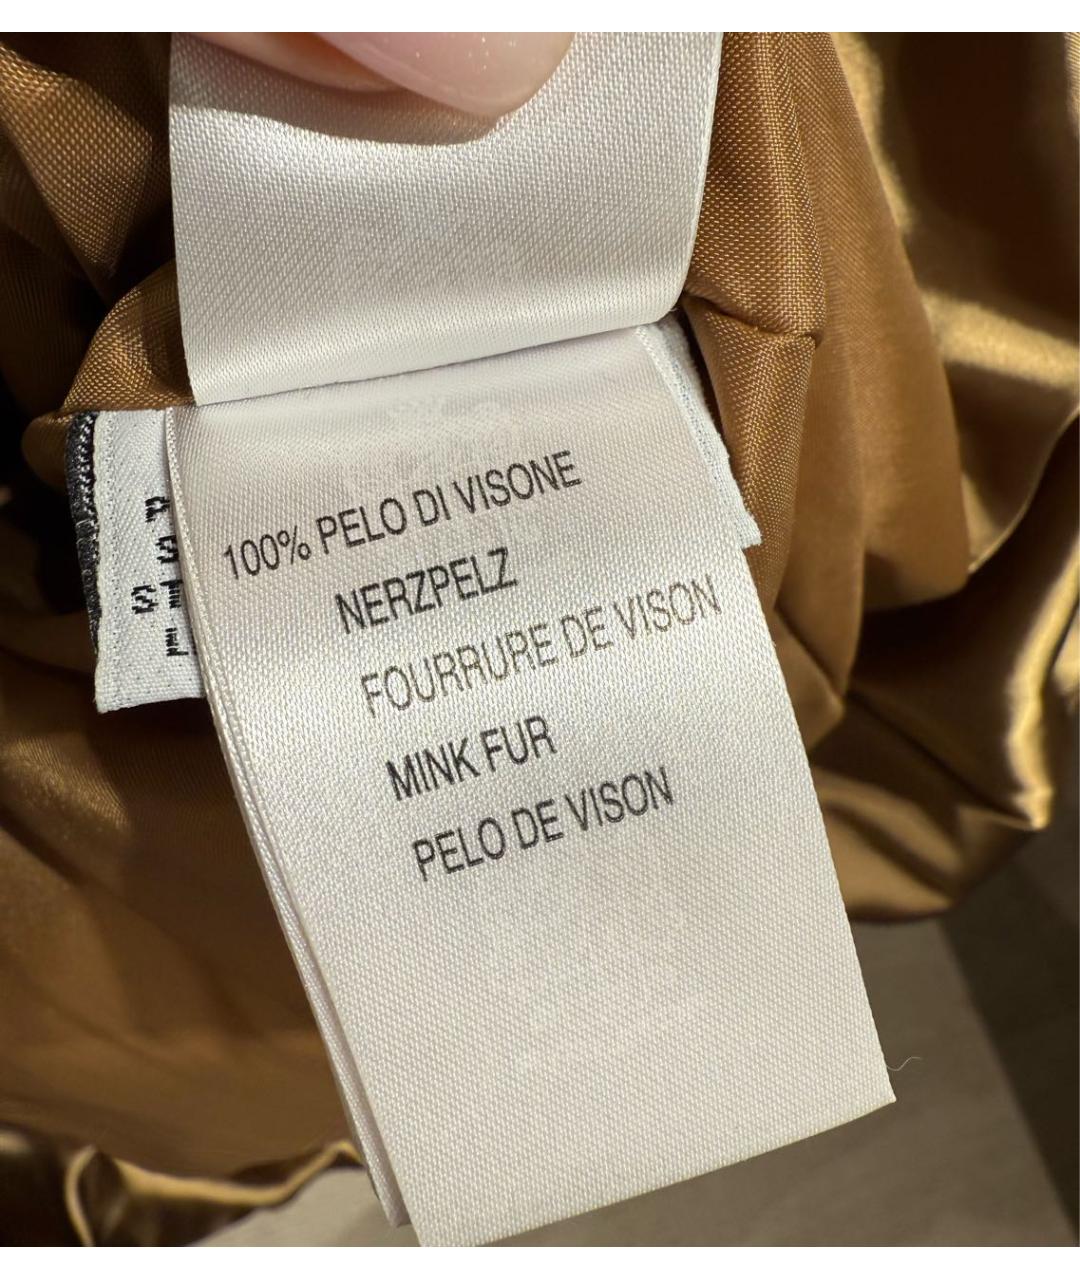 100% PELO DI VISONE
NERZPELZ
FOURRURE DE VISON
MINK FUR
PELO DE VISON